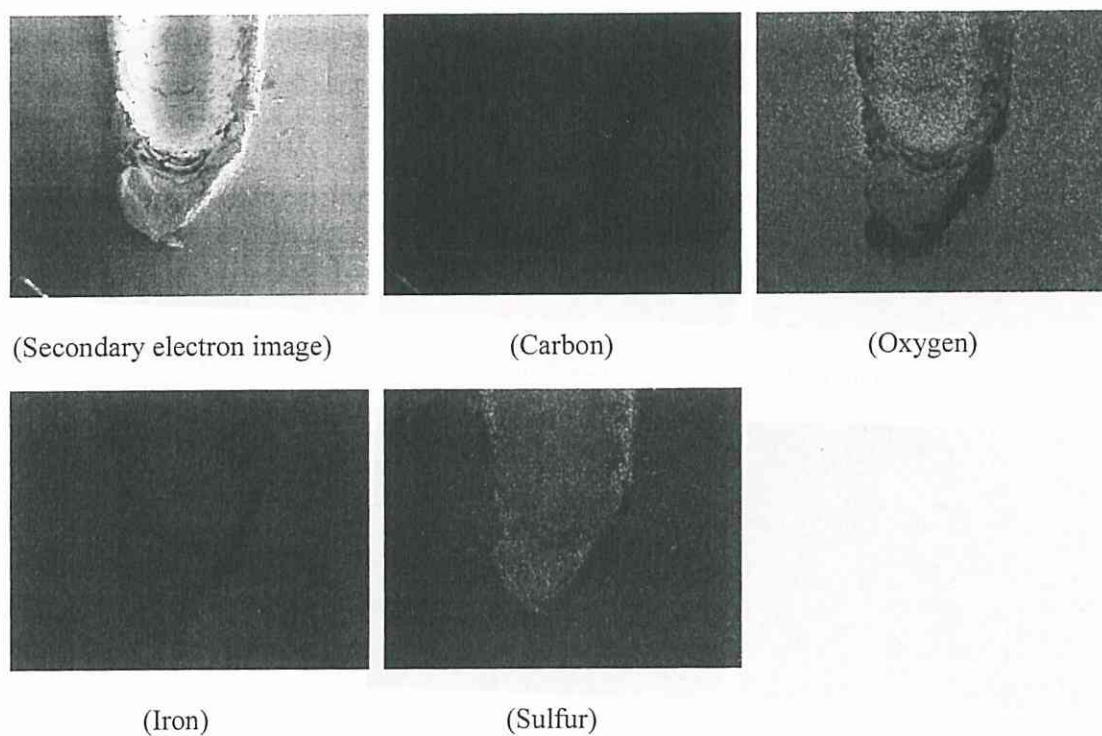 (Secondary electron image)
(Carbon)
(Oxygen)
(Iron)
(Sulfur)